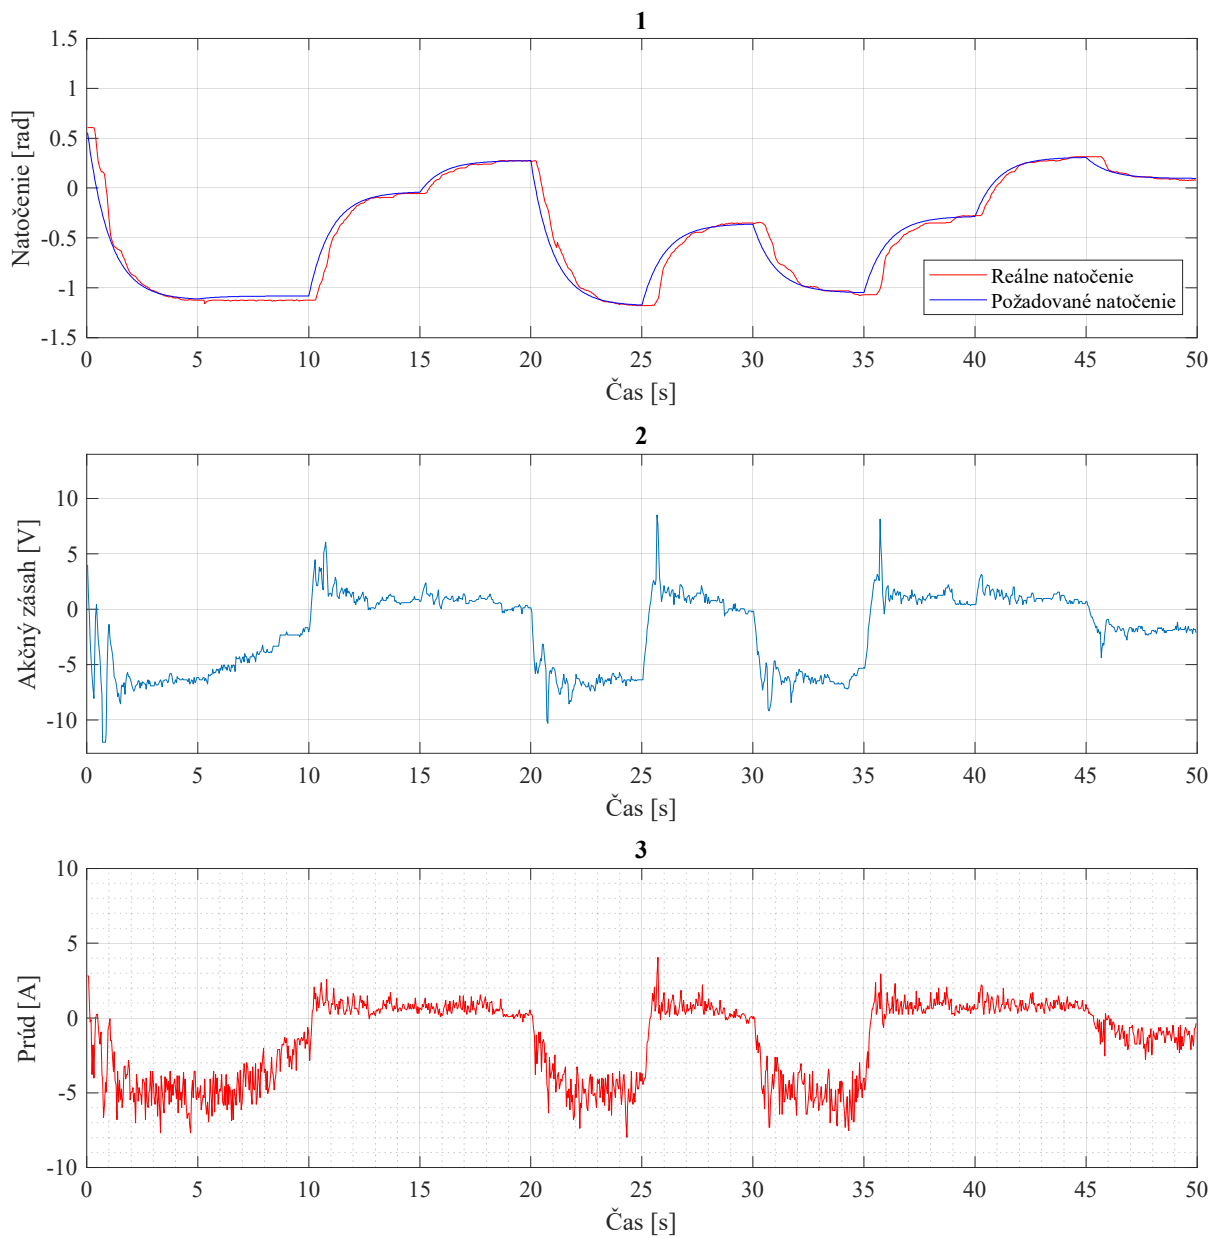 1
1.5
1
0.5
0
-0.5
-1
-1.5
Natočenie [rad]
Reálne natočenie
Požadované natočenie
0 5 10 15 20 25 30 35 40 45 50
Čas [s]
2
10
5
0
-5
-10
Akčný zásah [V]
0 5 10 15 20 25 30 35 40 45 50
Čas [s]
3
10
5
0
-5
-10
Prúd [A]
0 5 10 15 20 25 30 35 40 45 50
Čas [s]